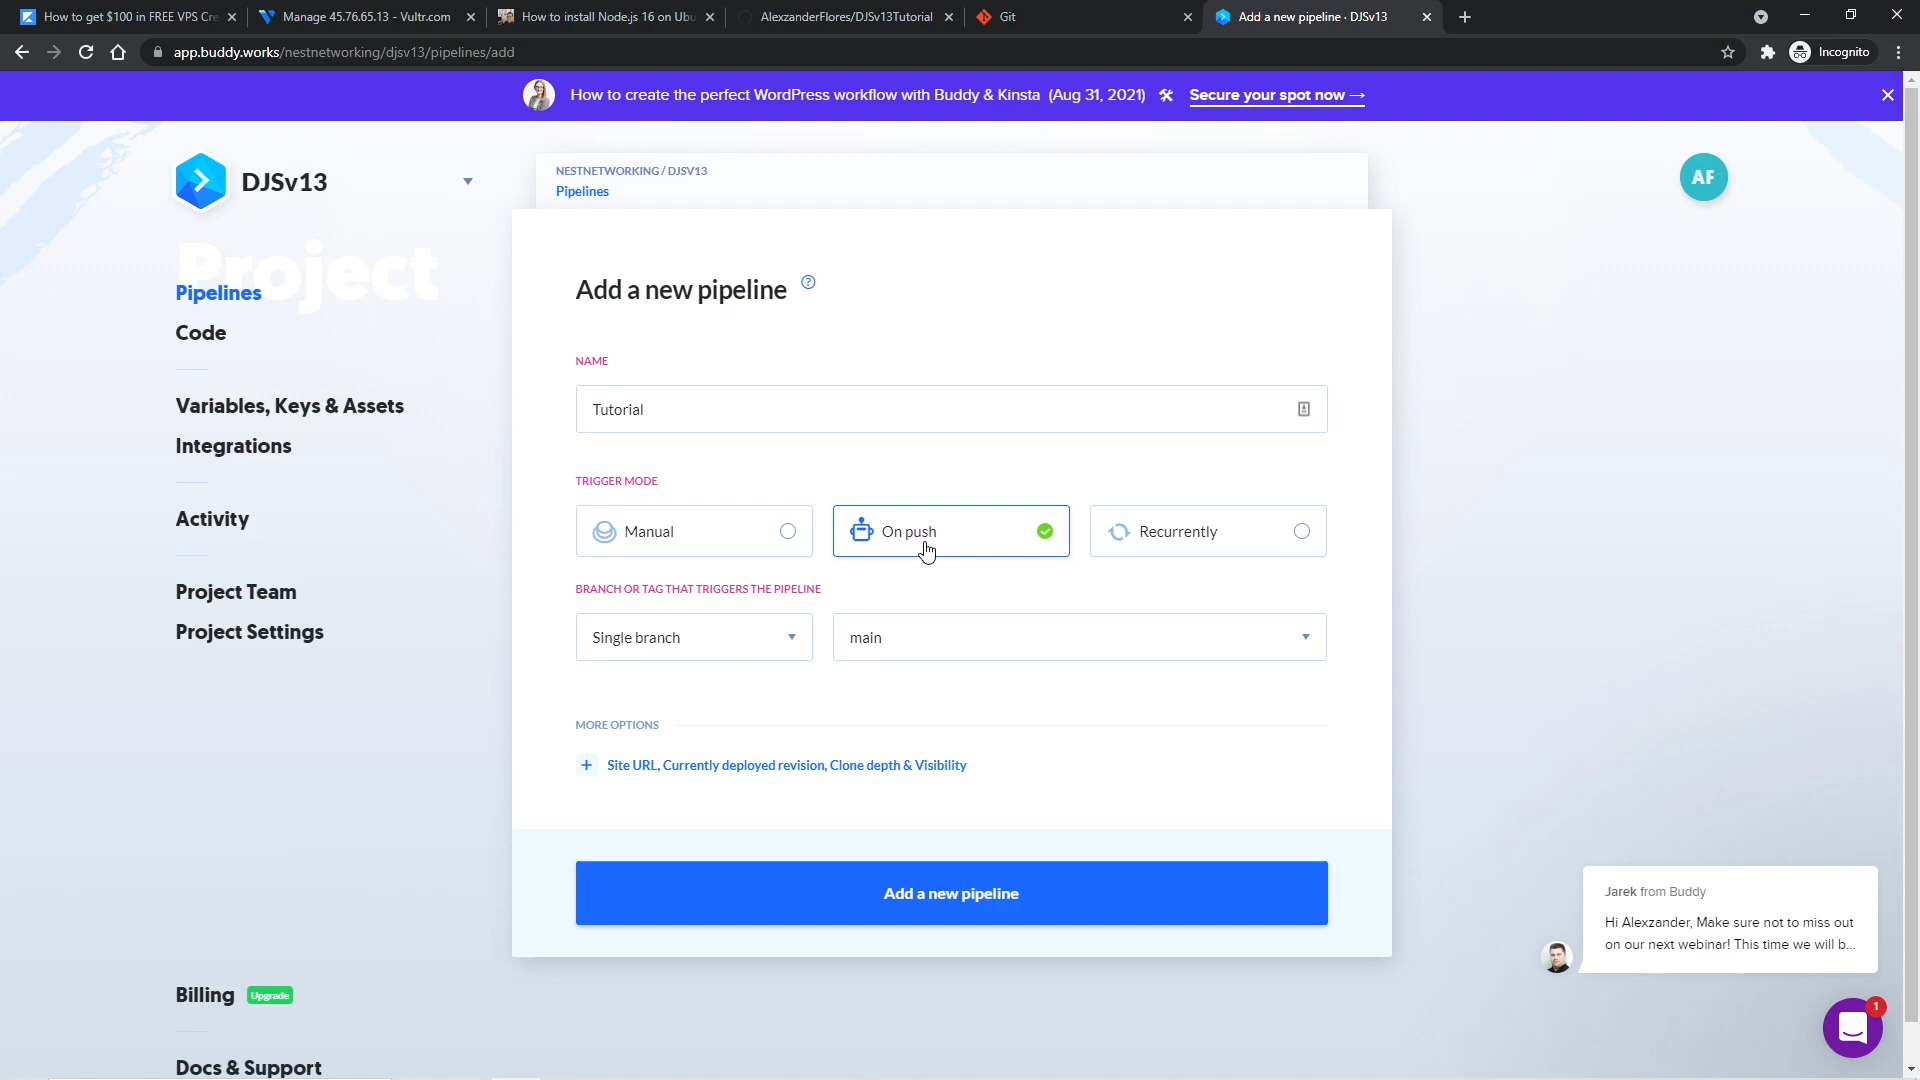 How to get $100 in FREE VPS Cre
Manage 45.76.65.13 - Vultr.com
How to install Node.js 16 on Ubu
AlexzanderFlores/DJSv13Tutorial
Git
Add a new pipeline · DJSv13
app.buddy.works/nestnetworking/djsv13/pipelines/add
Incognito
How to create the perfect WordPress workflow with Buddy & Kinsta (Aug 31, 2021) 🛠 Secure your spot now →
DJSv13
NESTNETWORKING / DJSV13
Pipelines
AF
Project
Pipelines
Code
Variables, Keys & Assets
Integrations
Activity
Project Team
Project Settings
Billing Upgrade
Docs & Support
Add a new pipeline ?
NAME
Tutorial
TRIGGER MODE
Manual
On push
Recurrently
BRANCH OR TAG THAT TRIGGERS THE PIPELINE
Single branch
main
MORE OPTIONS
+ Site URL, Currently deployed revision, Clone depth & Visibility
Add a new pipeline
Jarek from Buddy
Hi Alexzander, Make sure not to miss out
on our next webinar! This time we will b...
1